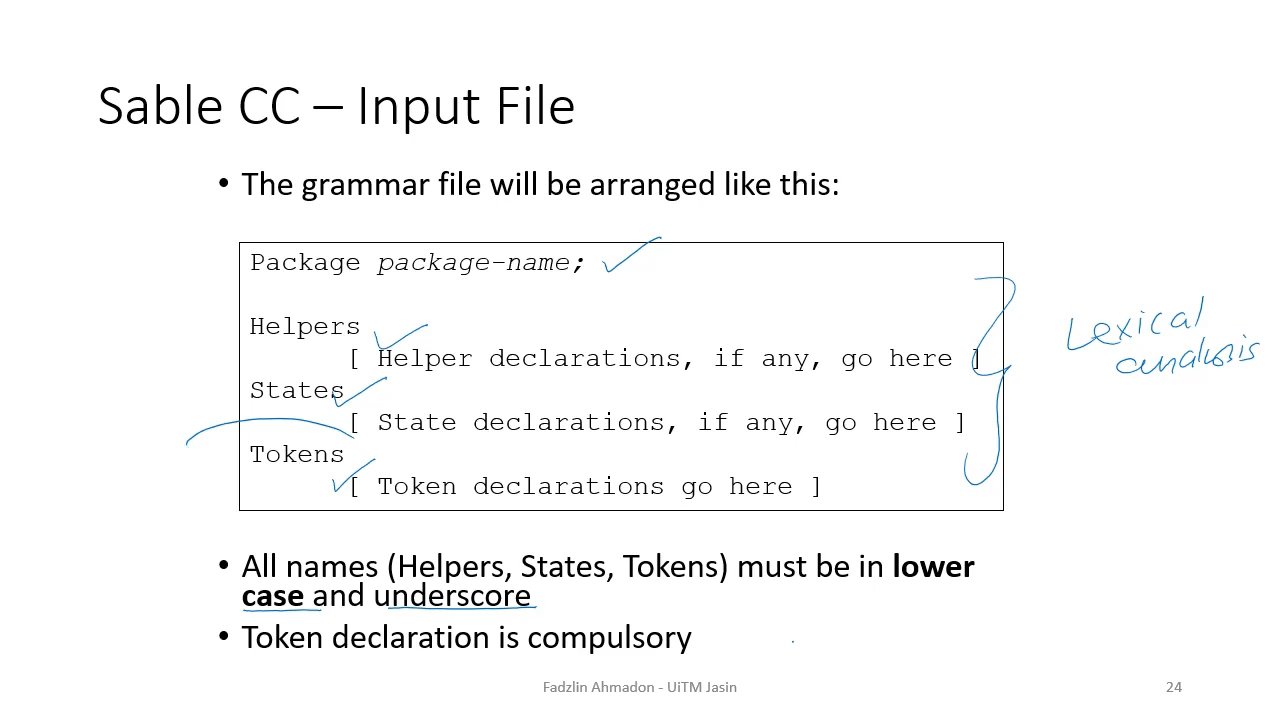 Sable CC – Input File
• The grammar file will be arranged like this:
Package package-name;
Helpers
[ Helper declarations, if any, go here ]
States
[ State declarations, if any, go here ]
Tokens
[ Token declarations go here ]
Lexical
analysis
• All names (Helpers, States, Tokens) must be in lower
case and underscore
• Token declaration is compulsory
Fadzlin Ahmadon - UiTM Jasin
24